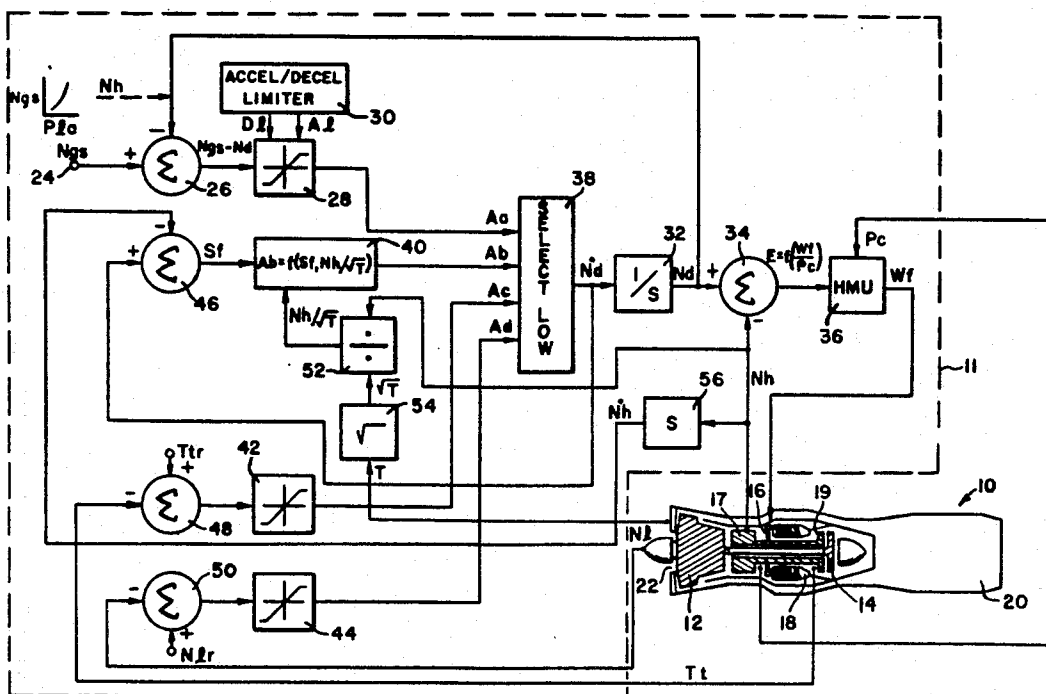 ACCEL/DECEL
LIMITER
30
Ngs
Nh
Pla
Dl
Al
Ngs
24
Ngs-Nd
26
28
Sf
46
Ab=f(Sf,Nh/√T)
40
Nh/√T
52
√T
54
√
T
Aa
Ab
Ac
Ad
38
SELECT LOW
Ṅd
32
1/S
Nd
34
E=f(Wf/Pc)
Pc
HMU
36
Wf
11
Nh
56
S
Ṅh
Ttr
42
48
50
44
Nlr
Nl
22
12
17
16
19
18
14
10
20
Tt